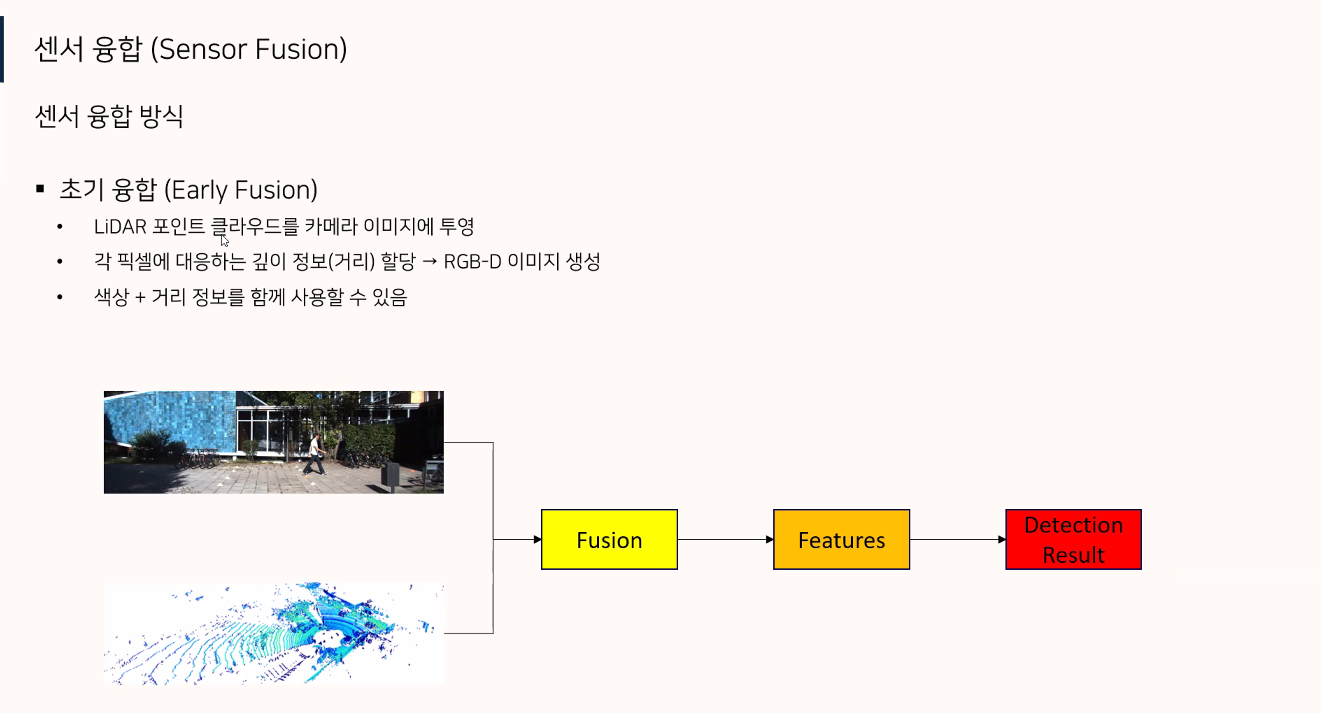 센서 융합 (Sensor Fusion)
센서 융합 방식
▪ 초기 융합 (Early Fusion)
• LiDAR 포인트 클라우드를 카메라 이미지에 투영
• 각 픽셀에 대응하는 깊이 정보(거리) 할당 → RGB-D 이미지 생성
• 색상 + 거리 정보를 함께 사용할 수 있음
Fusion
Features
Detection
Result